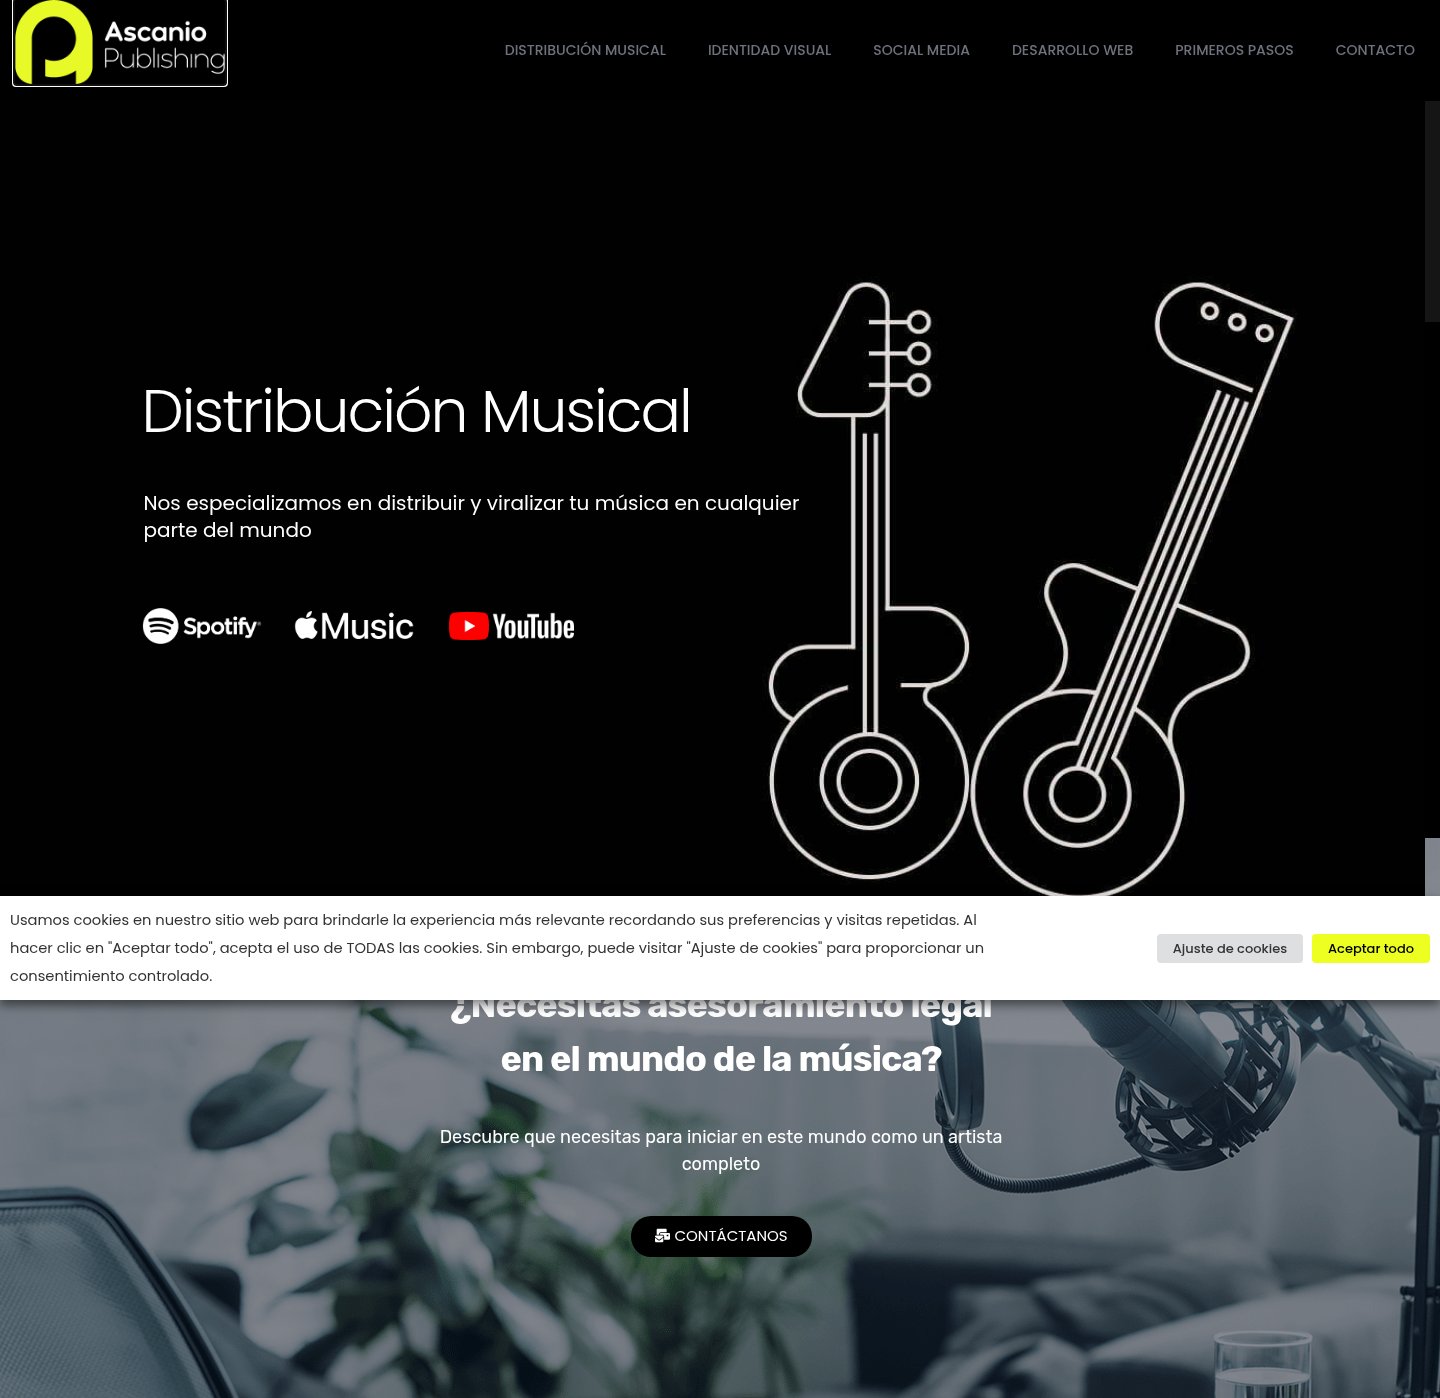 Ascanio
Publishing
DISTRIBUCIÓN MUSICAL IDENTIDAD VISUAL SOCIAL MEDIA DESARROLLO WEB PRIMEROS PASOS CONTACTO
Distribución Musical
Nos especializamos en distribuir y viralizar tu música en cualquier
parte del mundo
Spotify Music YouTube
Usamos cookies en nuestro sitio web para brindarle la experiencia más relevante recordando sus preferencias y visitas repetidas. Al
hacer clic en "Aceptar todo", acepta el uso de TODAS las cookies. Sin embargo, puede visitar "Ajuste de cookies" para proporcionar un
consentimiento controlado.
Ajuste de cookies Aceptar todo
¿Necesitas asesoramiento legal
en el mundo de la música?
Descubre que necesitas para iniciar en este mundo como un artista
completo
CONTÁCTANOS